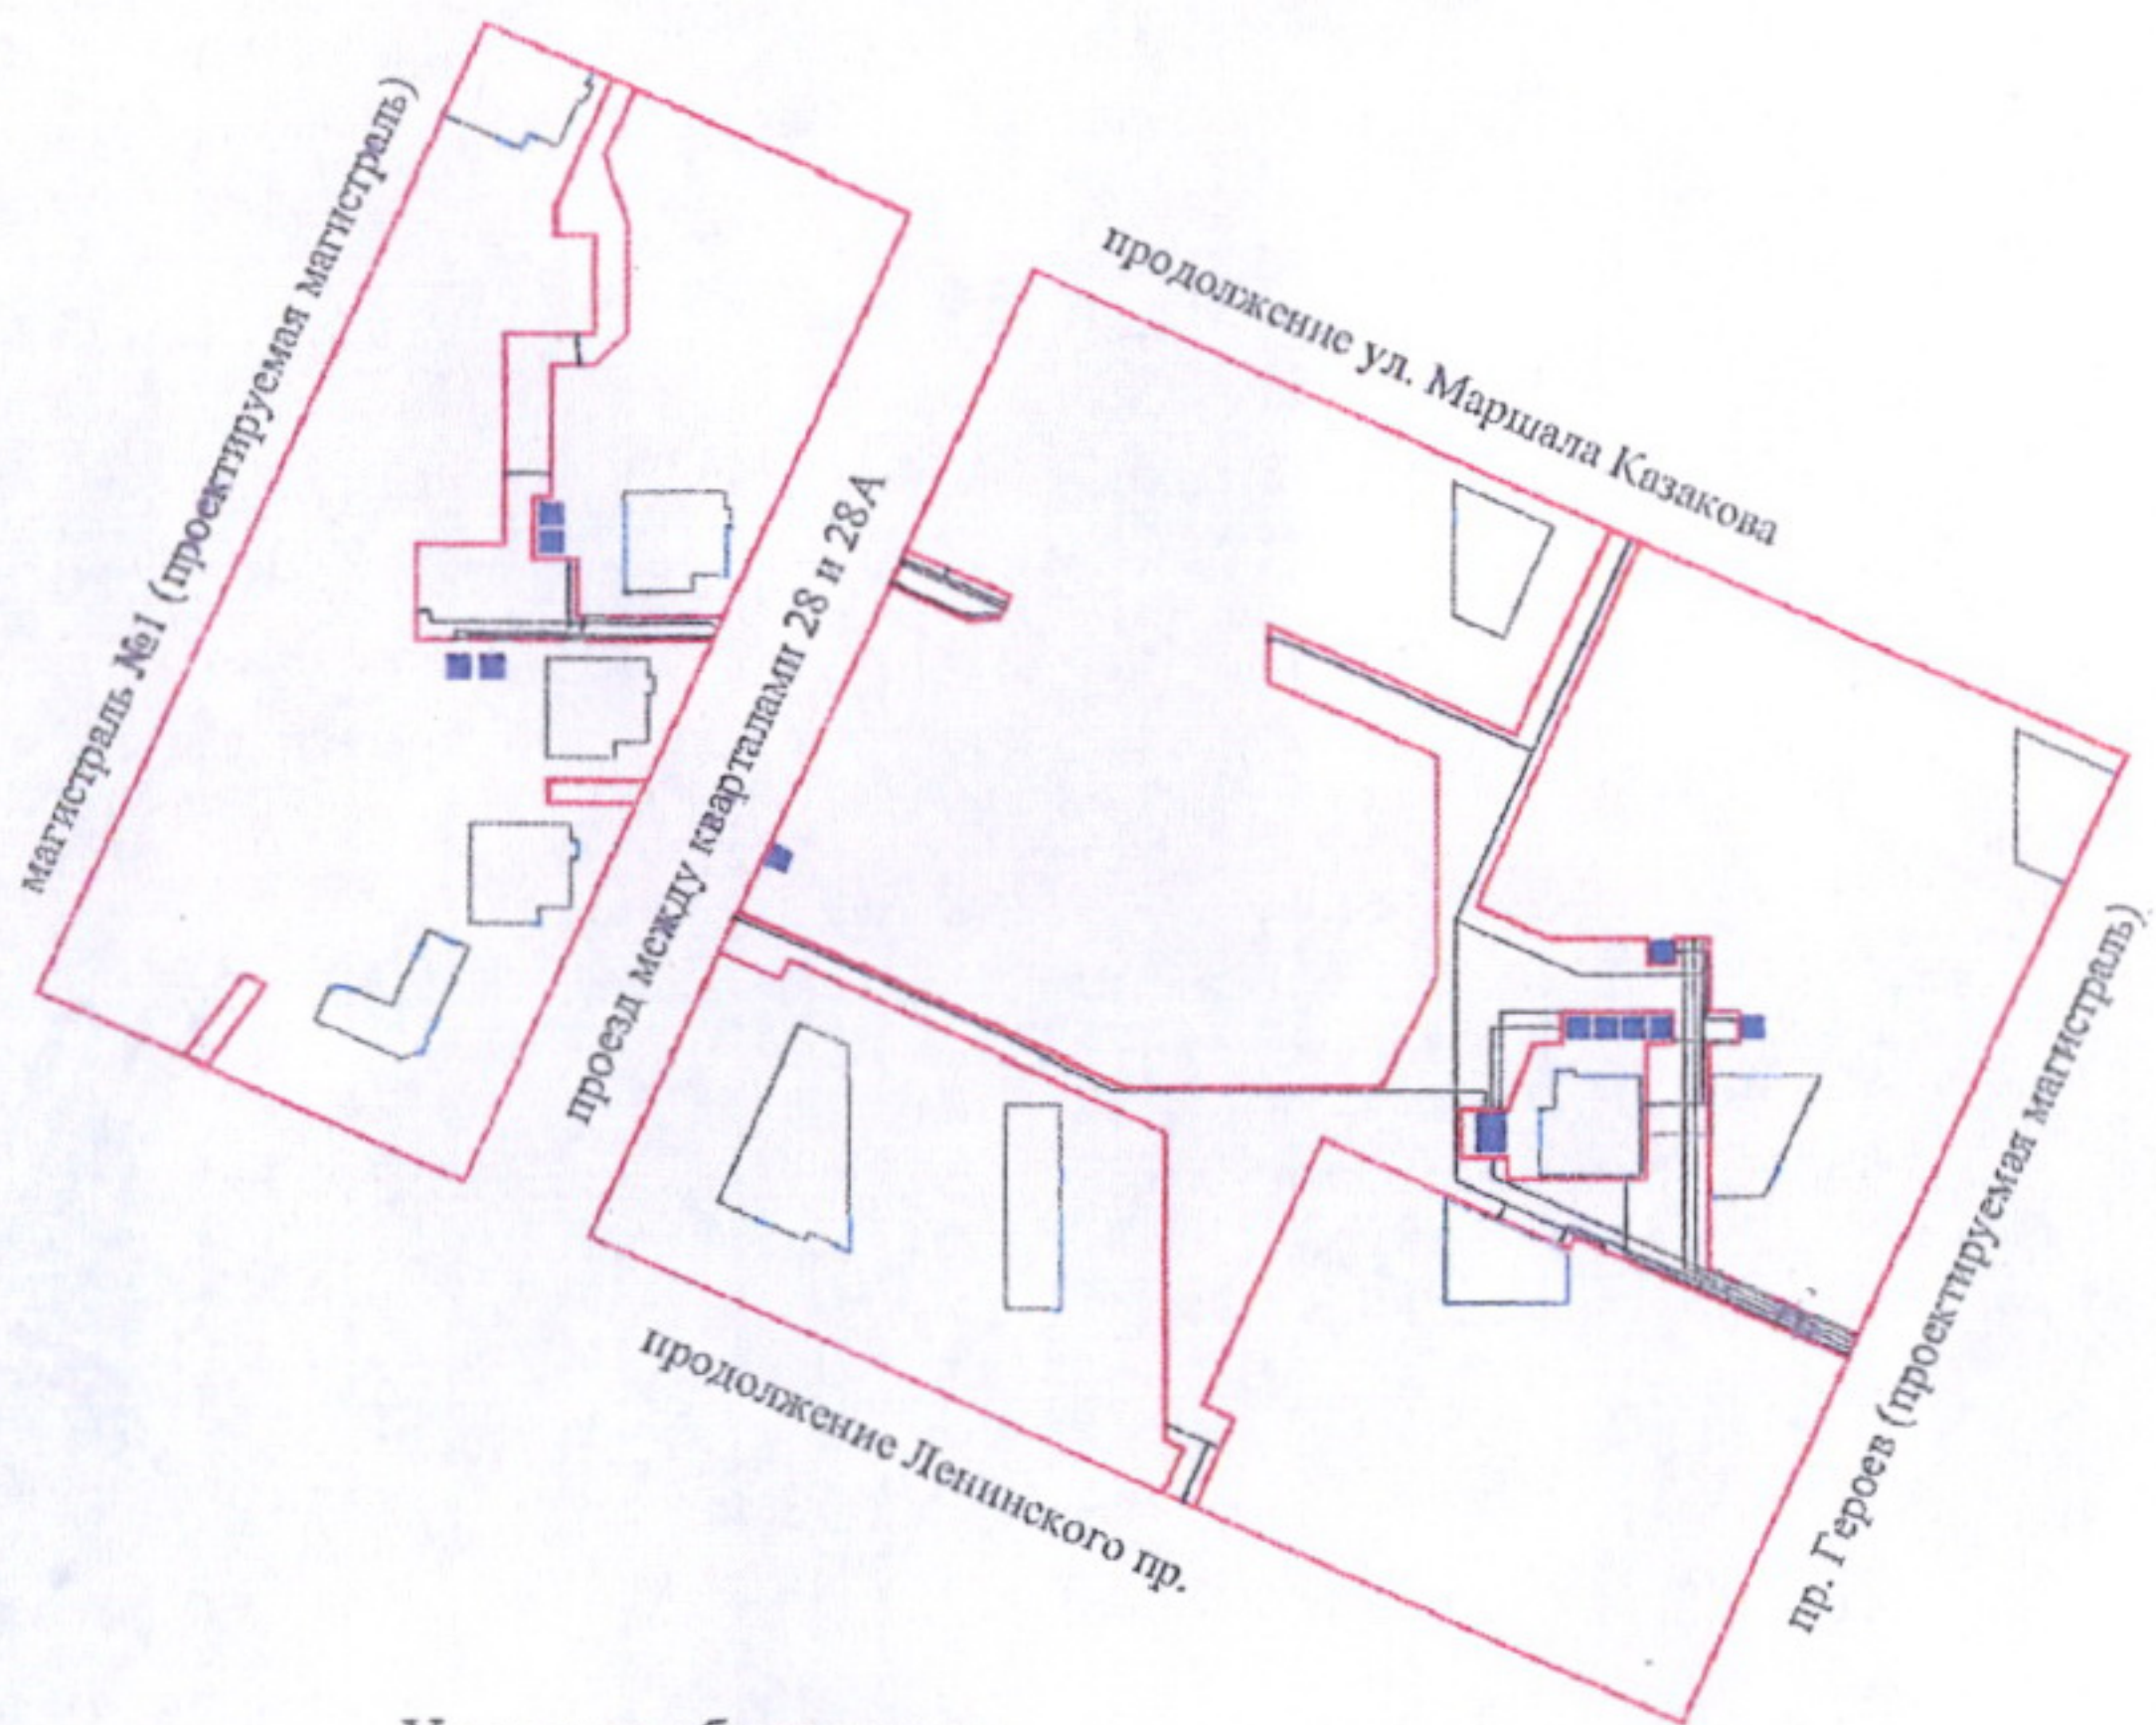 магистраль №1 (проектируемая магистраль)
продолжение ул. Маршала Казакова
проезд между кварталами 28 и 28А
продолжение Ленинского пр.
пр. Героев (проектируемая магистраль)